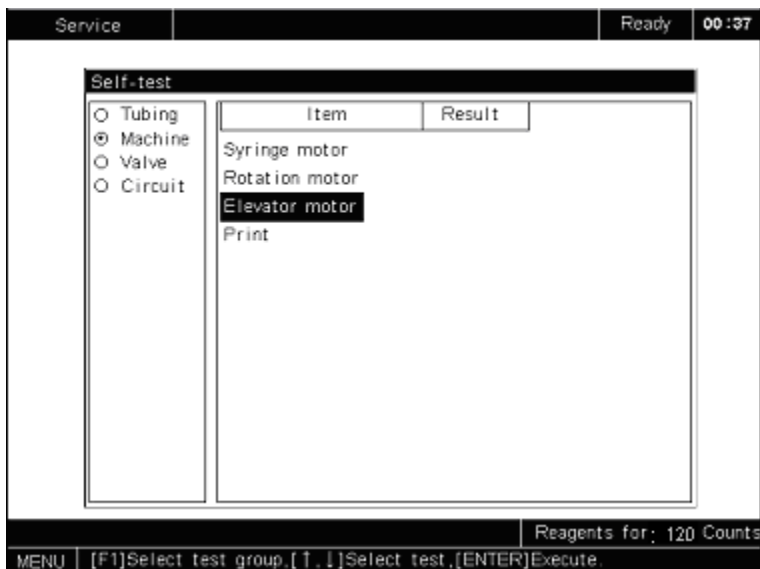 Service Ready 00:37
Self-test
Tubing
Machine
Valve
Circuit
Item Result
Syringe motor
Rotation motor
Elevator motor
Print
Reagents for: 120 Counts
MENU [F1]Select test group,[↑,↓]Select test,[ENTER]Execute.